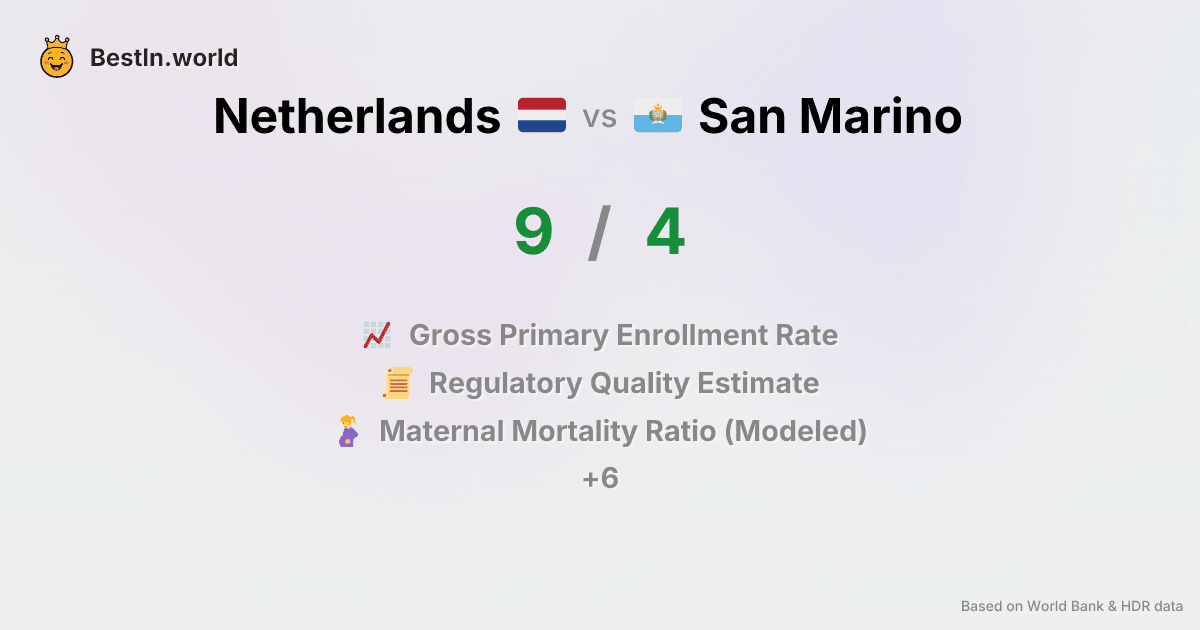 BestIn.world
Netherlands vs San Marino
9 / 4
Gross Primary Enrollment Rate
Regulatory Quality Estimate
Maternal Mortality Ratio (Modeled)
+6
Based on World Bank & HDR data